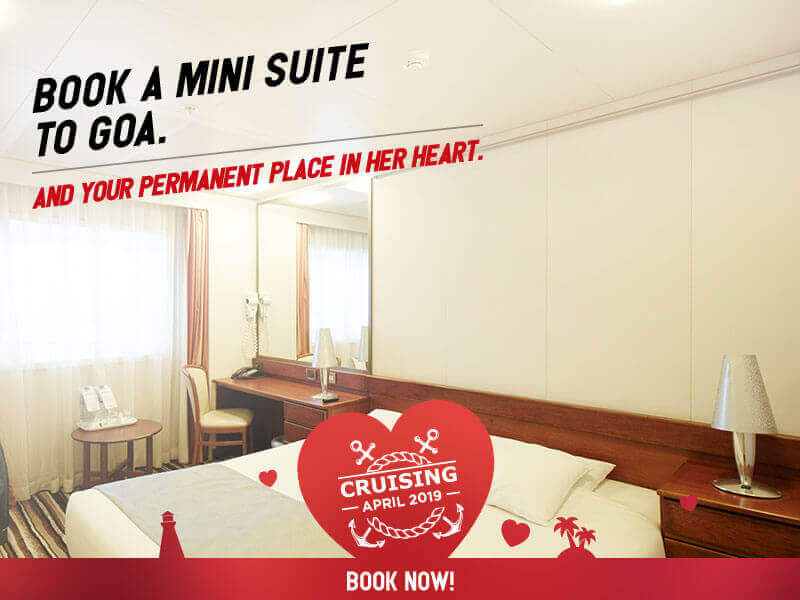 BOOK A MINI SUITE
TO GOA.
AND YOUR PERMANENT PLACE IN HER HEART.
CRUISING
APRIL 2019
BOOK NOW!